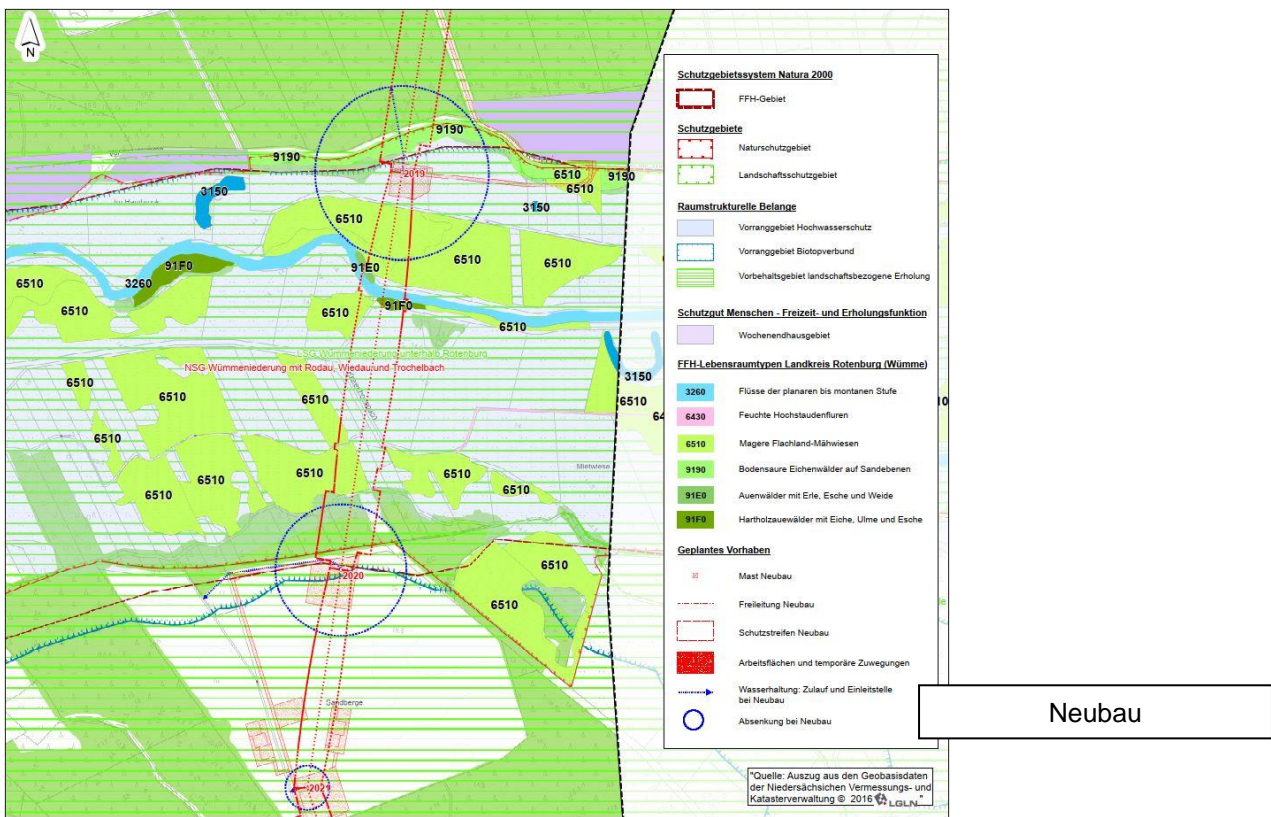 N
9190
9190
2019
6510
9190
6510
3150
3150
6510
6510
6510
91F0
91E0
6510
3260
91F0
6510
6510
6510
6510
LSG Wümmeniederung unterhalb Rotenburg
NSG Wümmeniederung mit Rodau, Wiedau und Trochelbach
3150
6510
6510
6510
6510
6510
6510
Mietwiese
6510
6510
6510
6510
2020
6510
6510
Sandberge
2021
Schutzgebietssystem Natura 2000
FFH-Gebiet
Schutzgebiete
Naturschutzgebiet
Landschaftsschutzgebiet
Raumstrukturelle Belange
Vorranggebiet Hochwasserschutz
Vorranggebiet Biotopverbund
Vorbehaltsgebiet landschaftsbezogene Erholung
Schutzgut Menschen - Freizeit- und Erholungsfunktion
Wochenendhausgebiet
FFH-Lebensraumtypen Landkreis Rotenburg (Wümme)
3260 Flüsse der planaren bis montanen Stufe
6430 Feuchte Hochstaudenfluren
6510 Magere Flachland-Mähwiesen
9190 Bodensaure Eichenwälder auf Sandebenen
91E0 Auenwälder mit Erle, Esche und Weide
91F0 Hartholzauewälder mit Eiche, Ulme und Esche
Geplantes Vorhaben
Mast Neubau
Freileitung Neubau
Schutzstreifen Neubau
Arbeitsflächen und temporäre Zuwegungen
Wasserhaltung: Zulauf und Einleitstelle
bei Neubau
Absenkung bei Neubau
Neubau
"Quelle: Auszug aus den Geobasisdaten
der Niedersächsichen Vermessungs- und
Katasterverwaltung © 2016 LGLN "